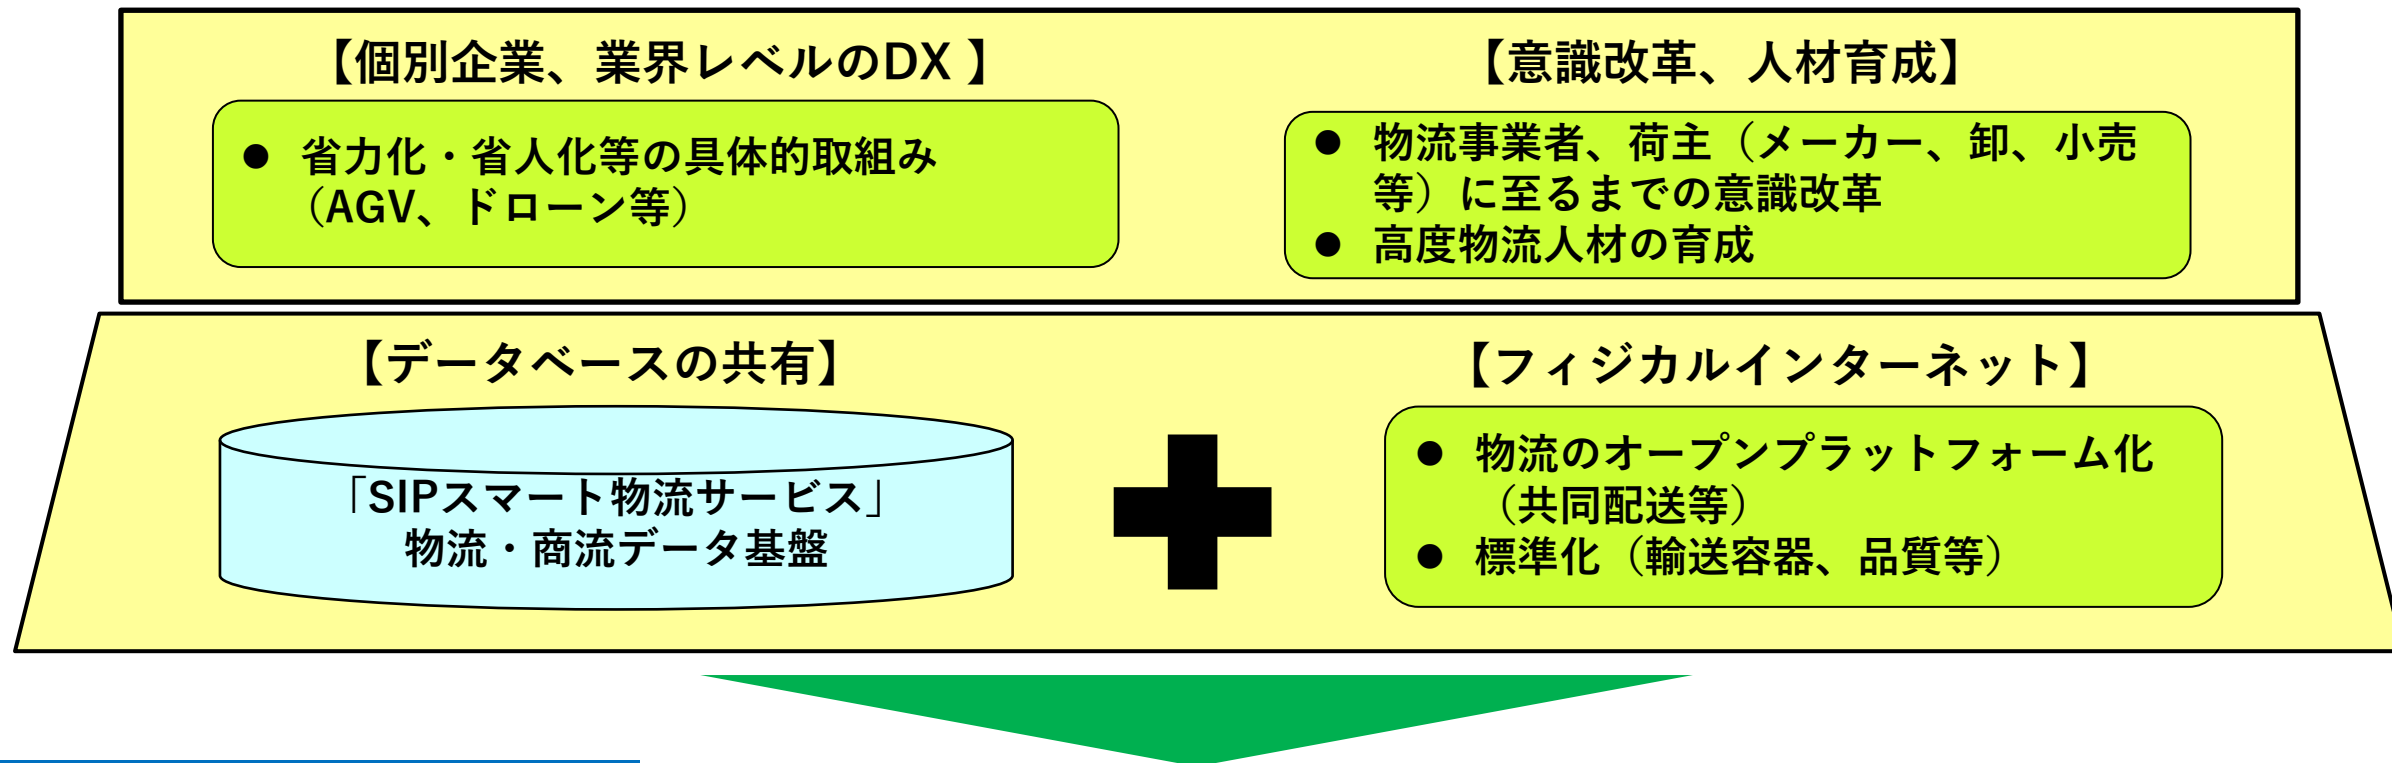 【個別企業、業界レベルのDX 】
● 省力化・省人化等の具体的取組み
（AGV、ドローン等）
【意識改革、人材育成】
● 物流事業者、荷主（メーカー、卸、小売
等）に至るまでの意識改革
● 高度物流人材の育成
【データベースの共有】
「SIPスマート物流サービス」
物流・商流データ基盤
【フィジカルインターネット】
● 物流のオープンプラットフォーム化
（共同配送等）
● 標準化（輸送容器、品質等）